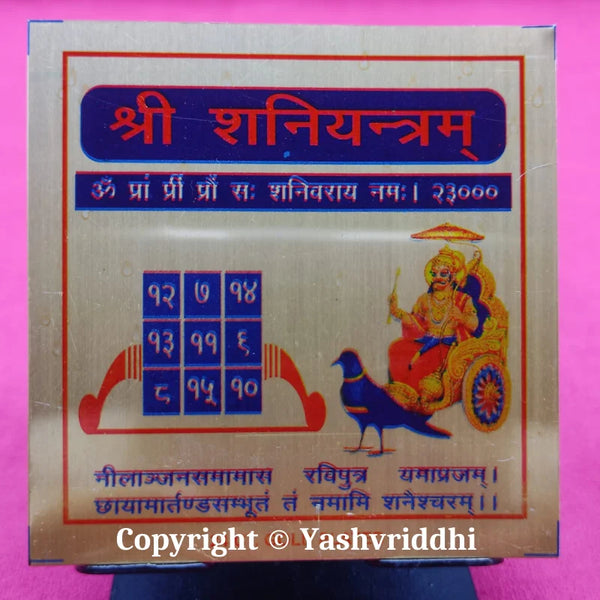 श्री शनियन्त्रम्
ॐ प्रां प्रीं प्रौं सः शनिवराय नमः। २३०००
१२ ७ १४
१३ ११ ६
८ १५ १०
नीलाञ्जनसमामास रविपुत्र यमाप्रजम्।
छायामार्तण्डसम्भूतं तं नमामि शनैश्चरम्।।
Copyright © Yashvriddhi